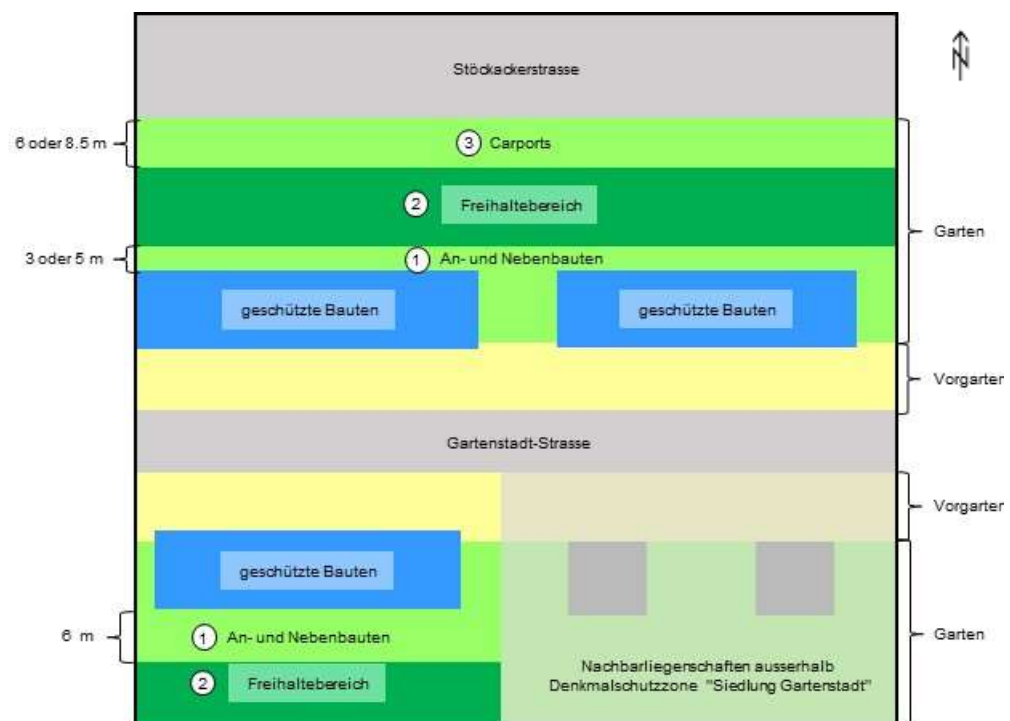 Stöckackerstrasse
N
6 oder 8.5 m
3 Carports
2 Freihaltebereich
Garten
3 oder 5 m
1 An- und Nebenbauten
geschützte Bauten
geschützte Bauten
Vorgarten
Gartenstadt-Strasse
Vorgarten
geschützte Bauten
6 m
1 An- und Nebenbauten
Garten
Nachbarliegenschaften ausserhalb
Denkmalschutzzone "Siedlung Gartenstadt"
2 Freihaltebereich